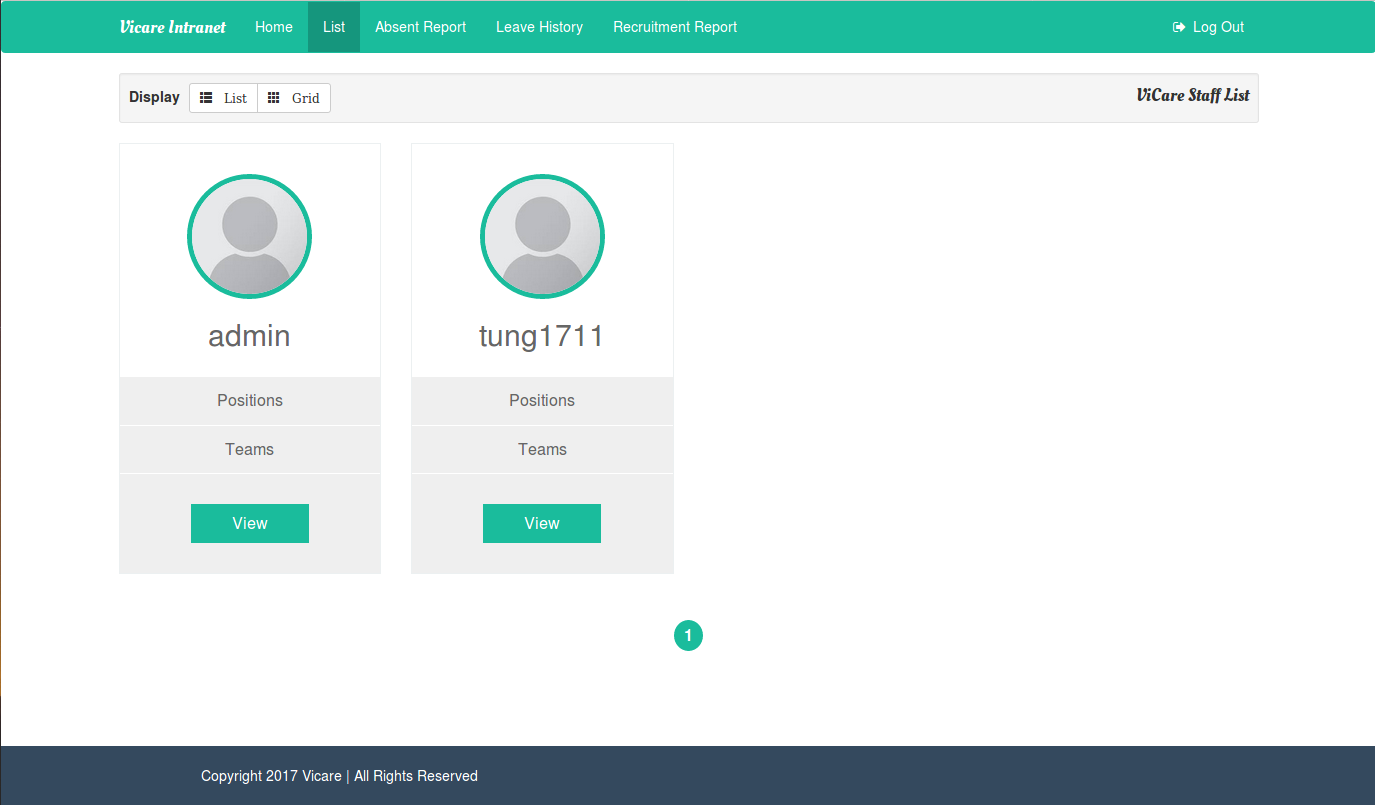 Vicare Intranet Home List Absent Report Leave History Recruitment Report Log Out
Display List Grid ViCare Staff List
admin tung1711
Positions Positions
Teams Teams
View View
1
Copyright 2017 Vicare | All Rights Reserved